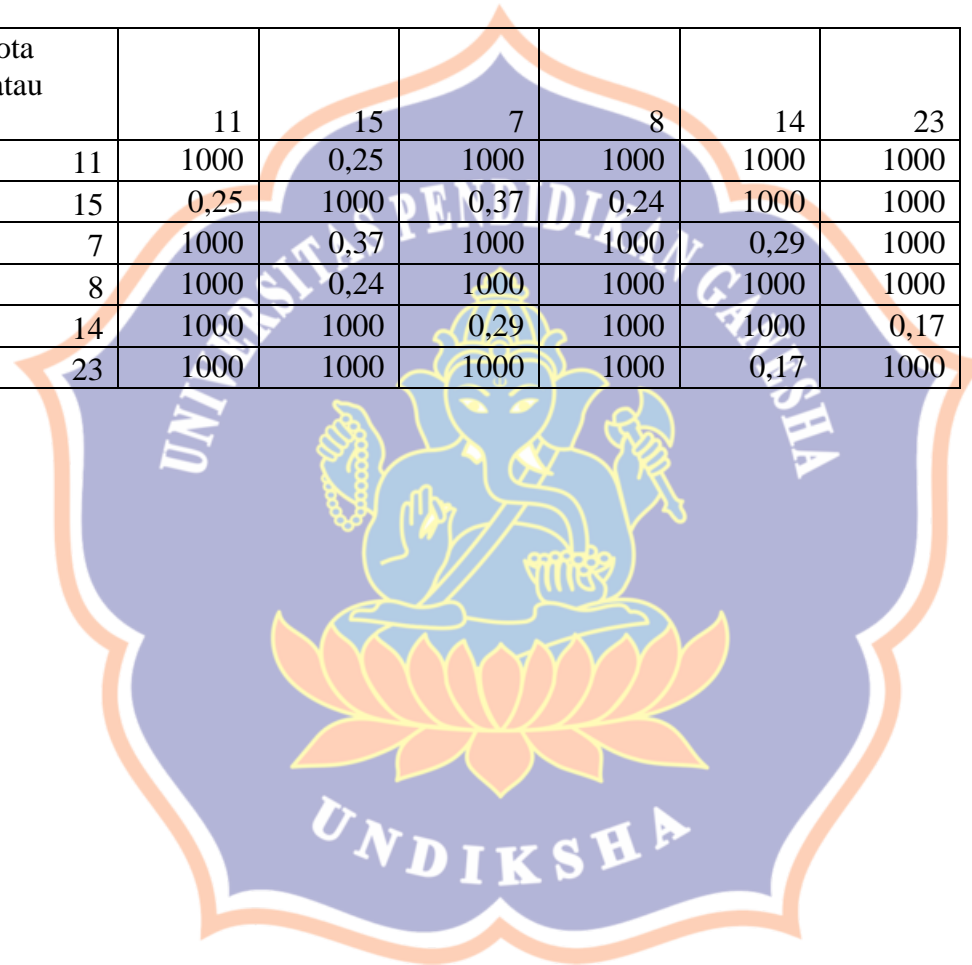 11 15 7 8 14 23
11 1000 0,25 1000 1000 1000 1000
15 0,25 1000 0,37 0,24 1000 1000
7 1000 0,37 1000 1000 0,29 1000
8 1000 0,24 1000 1000 1000 1000
14 1000 1000 0,29 1000 1000 0,17
23 1000 1000 1000 1000 0,17 1000
UNIVERSITAS PENDIDIKAN GANESHA
UNDIKSHA